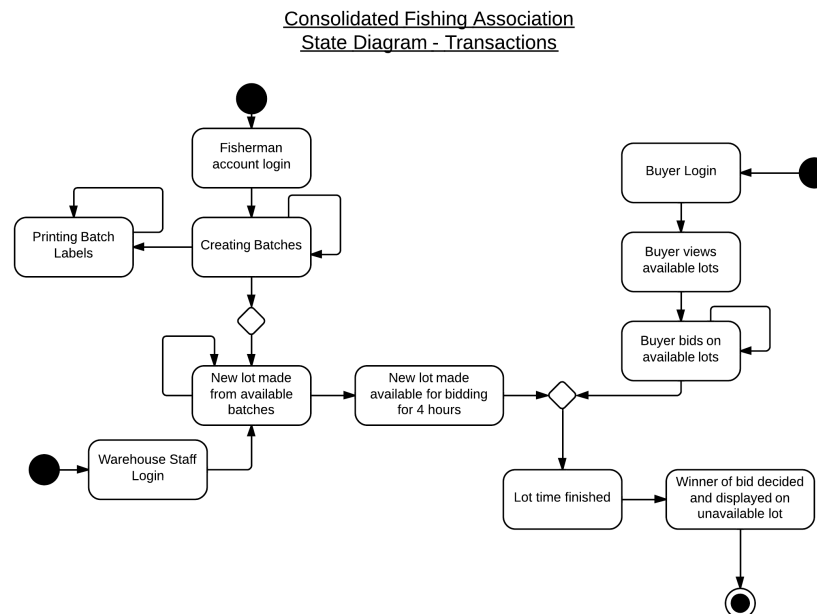 Consolidated Fishing Association
State Diagram - Transactions
Fisherman
account login
Buyer Login
Printing Batch
Labels
Creating Batches
Buyer views
available lots
Buyer bids on
available lots
New lot made
from available
batches
New lot made
available for bidding
for 4 hours
Warehouse Staff
Login
Lot time finished
Winner of bid decided
and displayed on
unavailable lot